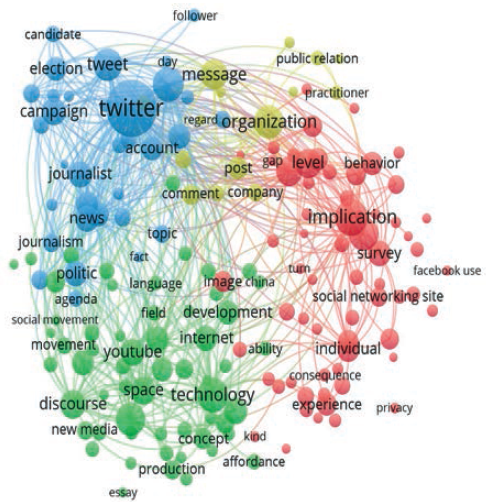 follower
candidate
election
tweet
day
message
public relation
practitioner
campaign
twitter
regard
organization
account
journalist
post
gap
level
behavior
comment
company
news
implication
journalism
topic
survey
fact
politic
turn
facebook use
agenda
language
image
china
social networking site
social movement
field
development
movement
youtube
internet
ability
individual
space
technology
consequence
discourse
experience
privacy
new media
concept
kind
production
affordance
essay